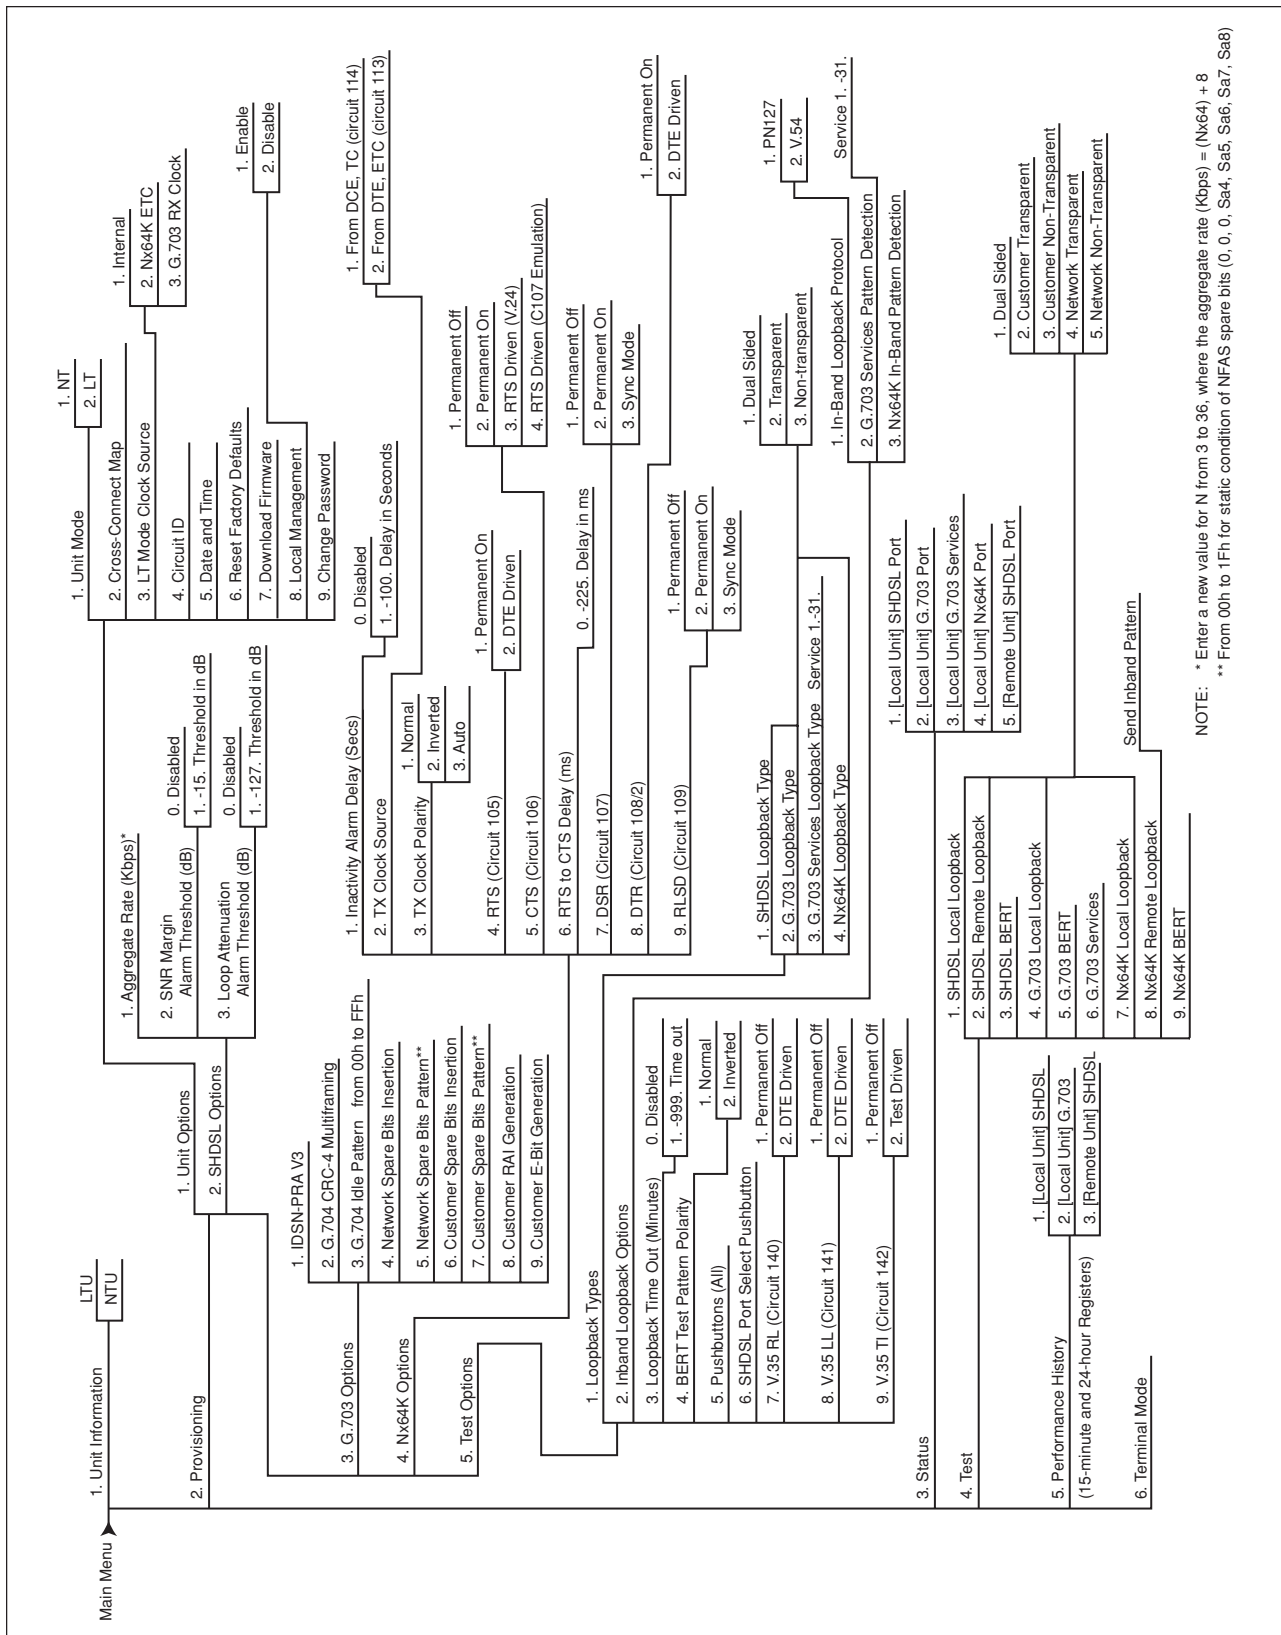 Main Menu
1. Unit Information
LTU
NTU
2. Provisioning
1. Unit Options
1. Unit Mode
1. NT
2. LT
2. Cross-Connect Map
3. LT Mode Clock Source
1. Internal
2. Nx64K ETC
3. G.703 RX Clock
4. Circuit ID
5. Date and Time
6. Reset Factory Defaults
7. Download Firmware
8. Local Management
1. Enable
2. Disable
9. Change Password
2. SHDSL Options
1. Aggregate Rate (Kbps)*
2. SNR Margin
Alarm Threshold (dB)
0. Disabled
1. -15. Threshold in dB
3. Loop Attenuation
Alarm Threshold (dB)
0. Disabled
1. -127. Threshold in dB
3. G.703 Options
1. IDSN-PRA V3
2. G.704 CRC-4 Multiframing
3. G.704 Idle Pattern from 00h to FFh
4. Network Spare Bits Insertion
5. Network Spare Bits Pattern**
6. Customer Spare Bits Insertion
7. Customer Spare Bits Pattern**
8. Customer RAI Generation
9. Customer E-Bit Generation
4. Nx64K Options
1. Inactivity Alarm Delay (Secs)
0. Disabled
1. -100. Delay in Seconds
2. TX Clock Source
1. From DCE, TC (circuit 114)
2. From DTE, ETC (circuit 113)
3. TX Clock Polarity
1. Normal
2. Inverted
3. Auto
4. RTS (Circuit 105)
1. Permanent On
2. DTE Driven
5. CTS (Circuit 106)
1. Permanent Off
2. Permanent On
3. RTS Driven (V.24)
4. RTS Driven (C107 Emulation)
6. RTS to CTS Delay (ms)
0. -225. Delay in ms
7. DSR (Circuit 107)
1. Permanent Off
2. Permanent On
3. Sync Mode
8. DTR (Circuit 108/2)
1. Permanent On
2. DTE Driven
9. RLSD (Circuit 109)
1. Permanent Off
2. Permanent On
3. Sync Mode
5. Test Options
1. Loopback Types
1. SHDSL Loopback Type
2. G.703 Loopback Type
3. G.703 Services Loopback Type Service 1.-31.
4. Nx64K Loopback Type
1. Dual Sided
2. Transparent
3. Non-transparent
2. Inband Loopback Options
1. In-Band Loopback Protocol
1. PN127
2. V.54
2. G.703 Services Pattern Detection
Service 1. -31.
3. Nx64K In-Band Pattern Detection
3. Loopback Time Out (Minutes)
0. Disabled
1. -999. Time out
4. BERT Test Pattern Polarity
1. Normal
2. Inverted
5. Pushbuttons (All)
6. SHDSL Port Select Pushbutton
7. V.35 RL (Circuit 140)
1. Permanent Off
2. DTE Driven
8. V.35 LL (Circuit 141)
1. Permanent Off
2. DTE Driven
9. V.35 TI (Circuit 142)
1. Permanent Off
2. Test Driven
3. Status
1. [Local Unit] SHDSL Port
2. [Local Unit] G.703 Port
3. [Local Unit] G.703 Services
4. [Local Unit] Nx64K Port
5. [Remote Unit] SHDSL Port
4. Test
1. SHDSL Local Loopback
2. SHDSL Remote Loopback
3. SHDSL BERT
4. G.703 Local Loopback
5. G.703 BERT
6. G.703 Services
7. Nx64K Local Loopback
8. Nx64K Remote Loopback
9. Nx64K BERT
1. Dual Sided
2. Customer Transparent
3. Customer Non-Transparent
4. Network Transparent
5. Network Non-Transparent
Send Inband Pattern
5. Performance History
(15-minute and 24-hour Registers)
1. [Local Unit] SHDSL
2. [Local Unit] G.703
3. [Remote Unit] SHDSL
6. Terminal Mode
NOTE: * Enter a new value for N from 3 to 36, where the aggregate rate (Kbps) = (Nx64) + 8
** From 00h to 1Fh for static condition of NFAS spare bits (0, 0, 0, Sa4, Sa5, Sa6, Sa7, Sa8)